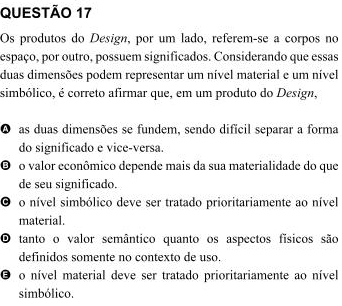 QUESTÃO 17
Os produtos do Design, por um lado, referem-se a corpos no
espaço, por outro, possuem significados. Considerando que essas
duas dimensões podem representar um nível material e um nível
simbólico, é correto afirmar que, em um produto do Design,
A as duas dimensões se fundem, sendo difícil separar a forma
do significado e vice-versa.
B o valor econômico depende mais da sua materialidade do que
de seu significado.
C o nível simbólico deve ser tratado prioritariamente ao nível
material.
D tanto o valor semântico quanto os aspectos físicos são
definidos somente no contexto de uso.
E o nível material deve ser tratado prioritariamente ao nível
simbólico.